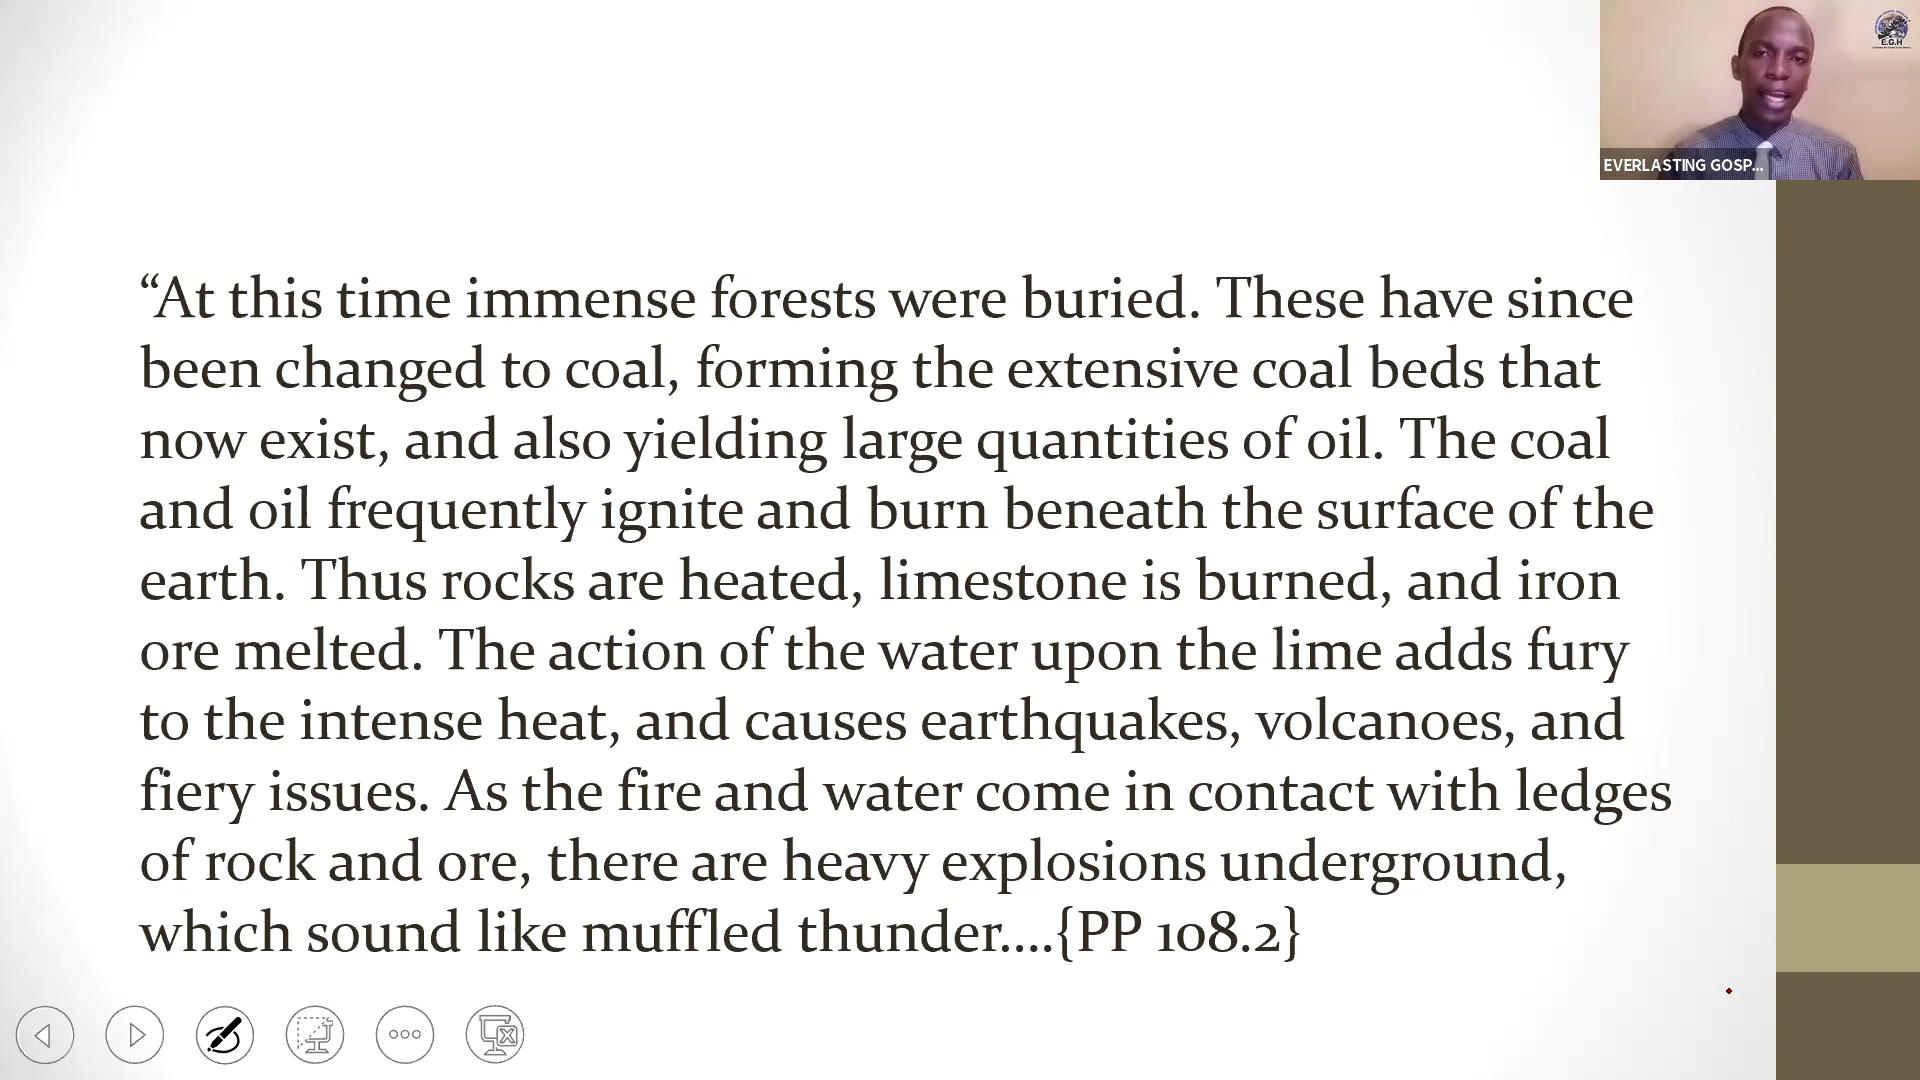 E.G.H
EVERLASTING GOSP...
“At this time immense forests were buried. These have since
been changed to coal, forming the extensive coal beds that
now exist, and also yielding large quantities of oil. The coal
and oil frequently ignite and burn beneath the surface of the
earth. Thus rocks are heated, limestone is burned, and iron
ore melted. The action of the water upon the lime adds fury
to the intense heat, and causes earthquakes, volcanoes, and
fiery issues. As the fire and water come in contact with ledges
of rock and ore, there are heavy explosions underground,
which sound like muffled thunder....{PP 108.2}